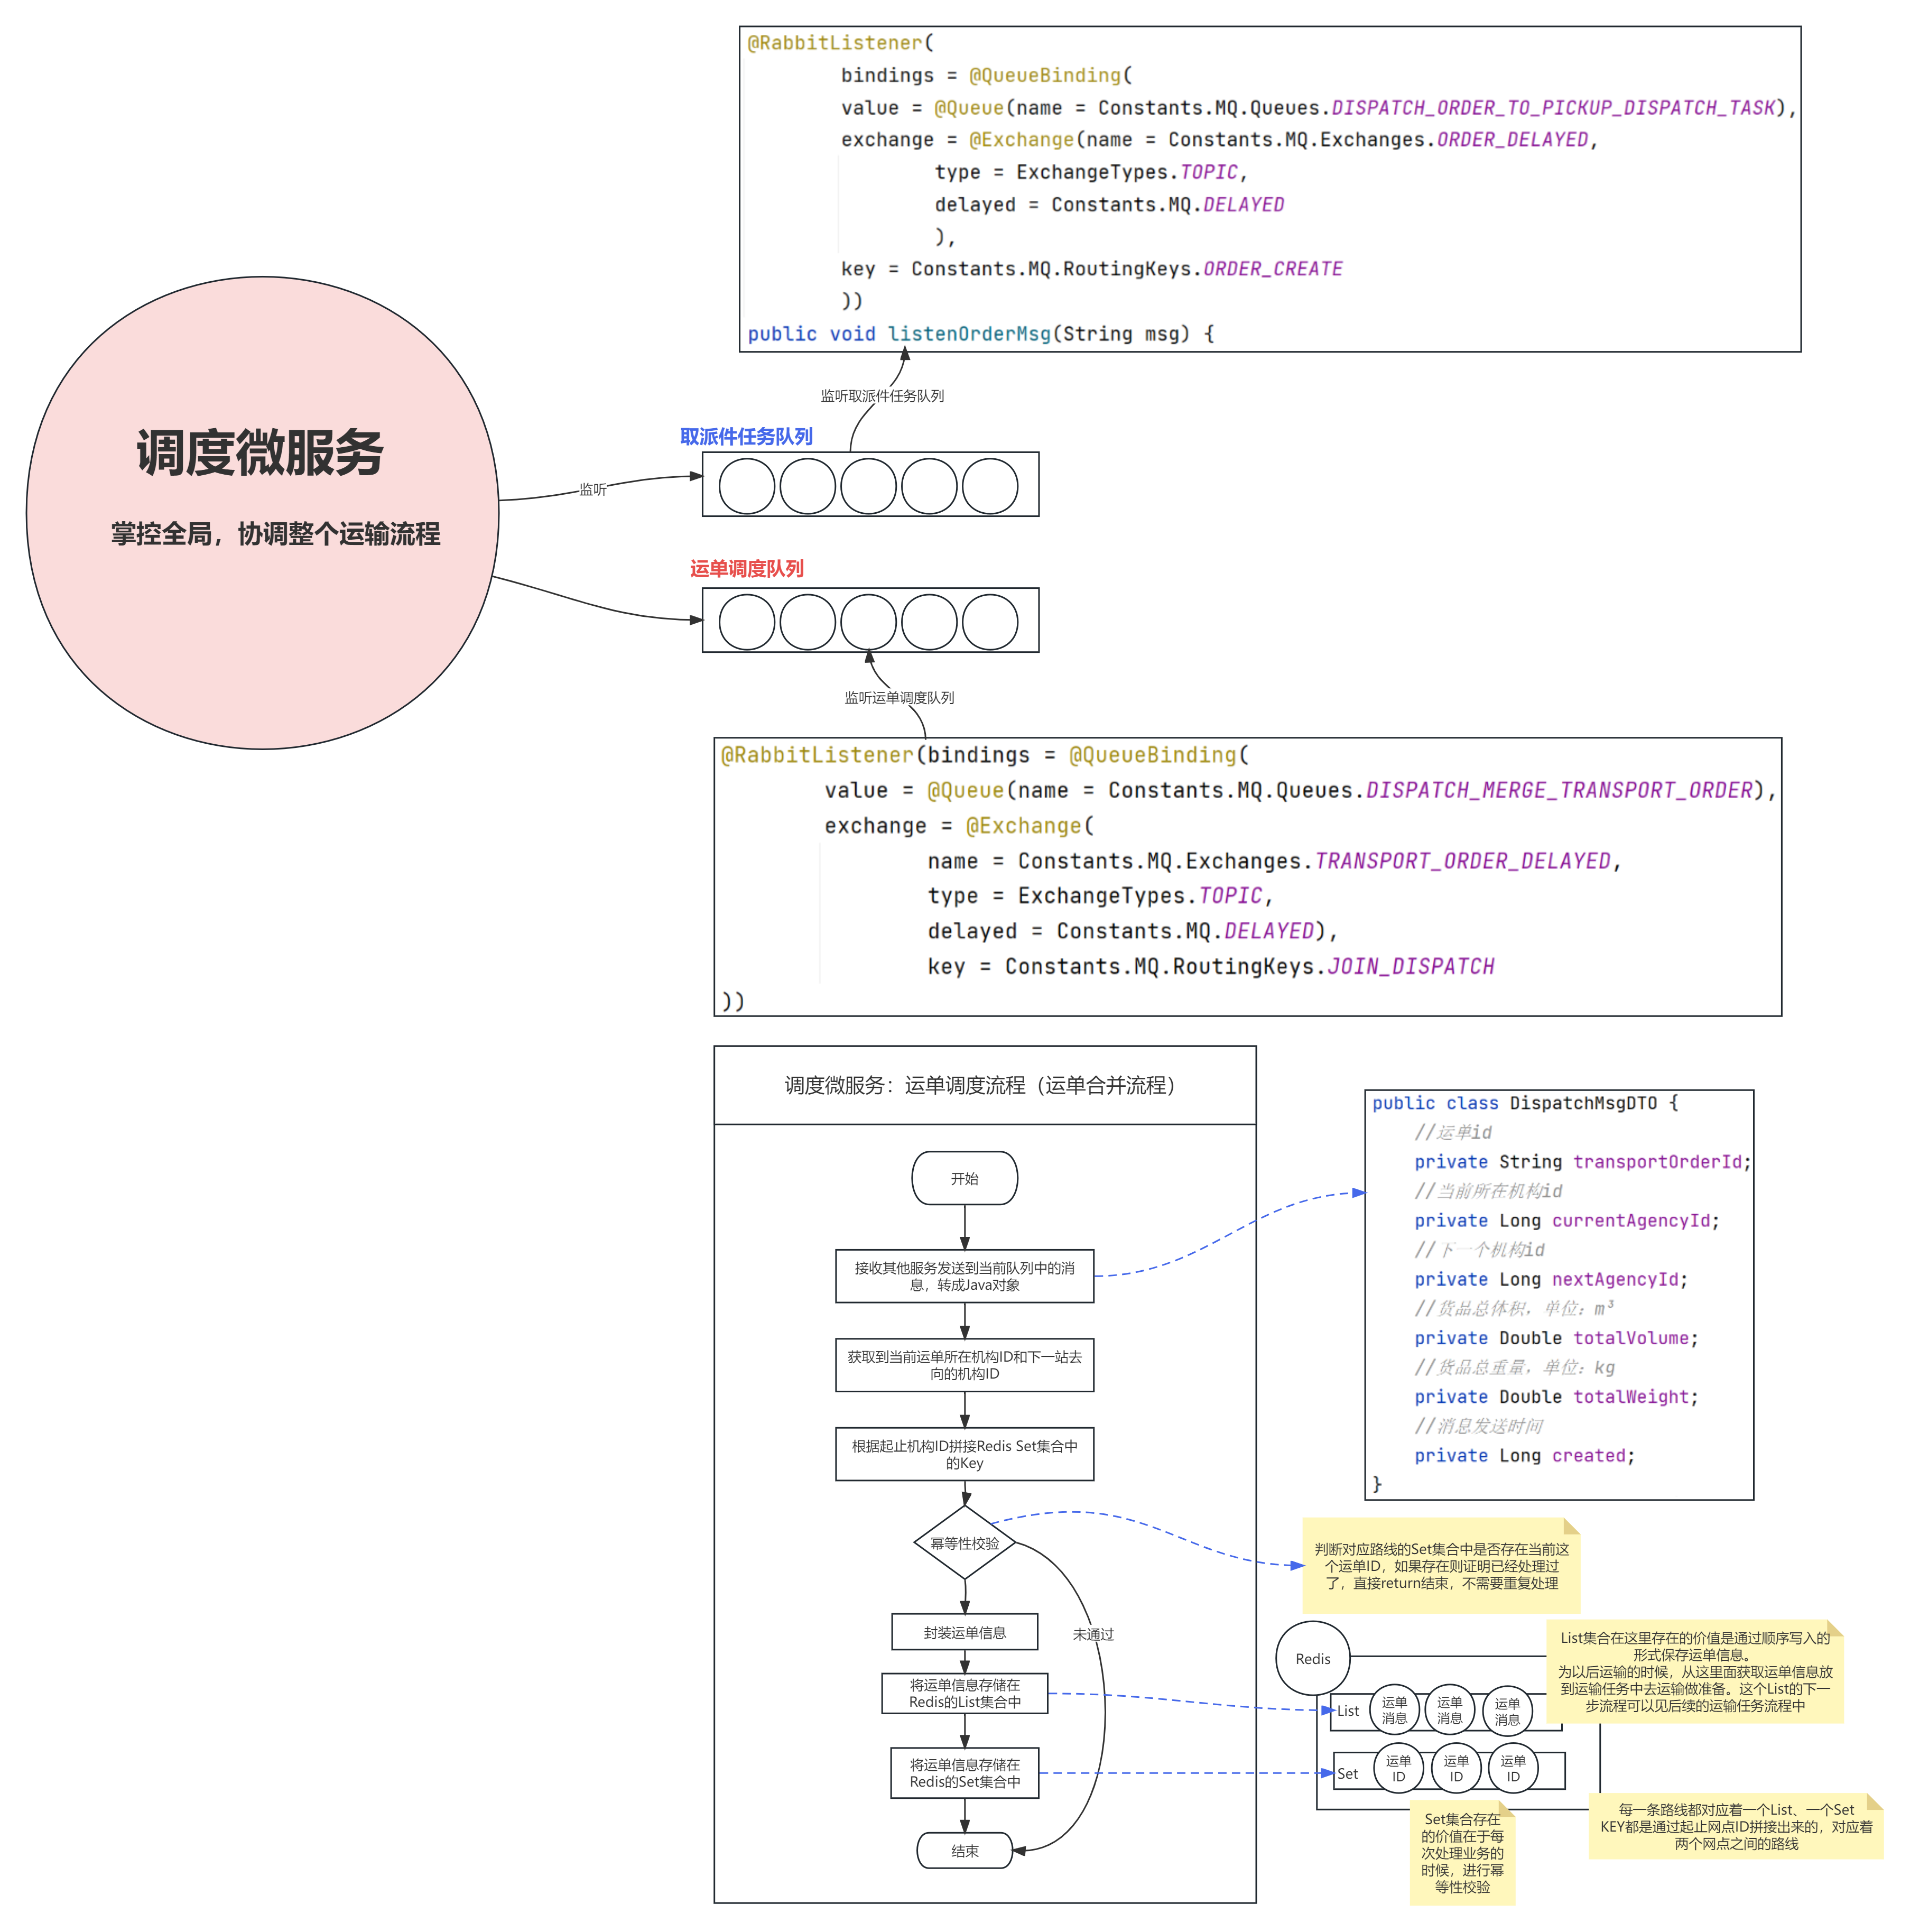 @RabbitListener(
bindings = @QueueBinding(
value = @Queue(name = Constants.MQ.Queues.DISPATCH_ORDER_TO_PICKUP_DISPATCH_TASK),
exchange = @Exchange(name = Constants.MQ.Exchanges.ORDER_DELAYED,
type = ExchangeTypes.TOPIC,
delayed = Constants.MQ.DELAYED
),
key = Constants.MQ.RoutingKeys.ORDER_CREATE
))
public void listenOrderMsg(String msg) {
监听取派件任务队列
调度微服务
掌控全局，协调整个运输流程
取派件任务队列
监听
运单调度队列
监听运单调度队列
@RabbitListener(bindings = @QueueBinding(
value = @Queue(name = Constants.MQ.Queues.DISPATCH_MERGE_TRANSPORT_ORDER),
exchange = @Exchange(
name = Constants.MQ.Exchanges.TRANSPORT_ORDER_DELAYED,
type = ExchangeTypes.TOPIC,
delayed = Constants.MQ.DELAYED),
key = Constants.MQ.RoutingKeys.JOIN_DISPATCH
))
调度微服务：运单调度流程（运单合并流程）
开始
接收其他服务发送到当前队列中的消
息，转成Java对象
获取到当前运单所在机构ID和下一站去
向的机构ID
根据起止机构ID拼接Redis Set集合中
的Key
幂等性校验
未通过
封装运单信息
将运单信息存储在
Redis的List集合中
将运单信息存储在
Redis的Set集合中
结束
public class DispatchMsgDTO {
//运单id
private String transportOrderId;
//当前所在机构id
private Long currentAgencyId;
//下一个机构id
private Long nextAgencyId;
//货品总体积，单位：m³
private Double totalVolume;
//货品总重量，单位：kg
private Double totalWeight;
//消息发送时间
private Long created;
}
判断对应路线的Set集合中是否存在当前这
个运单ID，如果存在则证明已经处理过
了，直接return结束，不需要重复处理
Redis
List集合在这里存在的价值是通过顺序写入的
形式保存运单信息。
为以后运输的时候，从这里面获取运单信息放
到运输任务中去运输做准备。这个List的下一
步流程可以见后续的运输任务流程中
List
运单
消息
运单
消息
运单
消息
Set
运单
ID
运单
ID
运单
ID
Set集合存在
的价值在于每
次处理业务的
时候，进行幂
等性校验
每一条路线都对应着一个List、一个Set
KEY都是通过起止网点ID拼接出来的，对应着
两个网点之间的路线